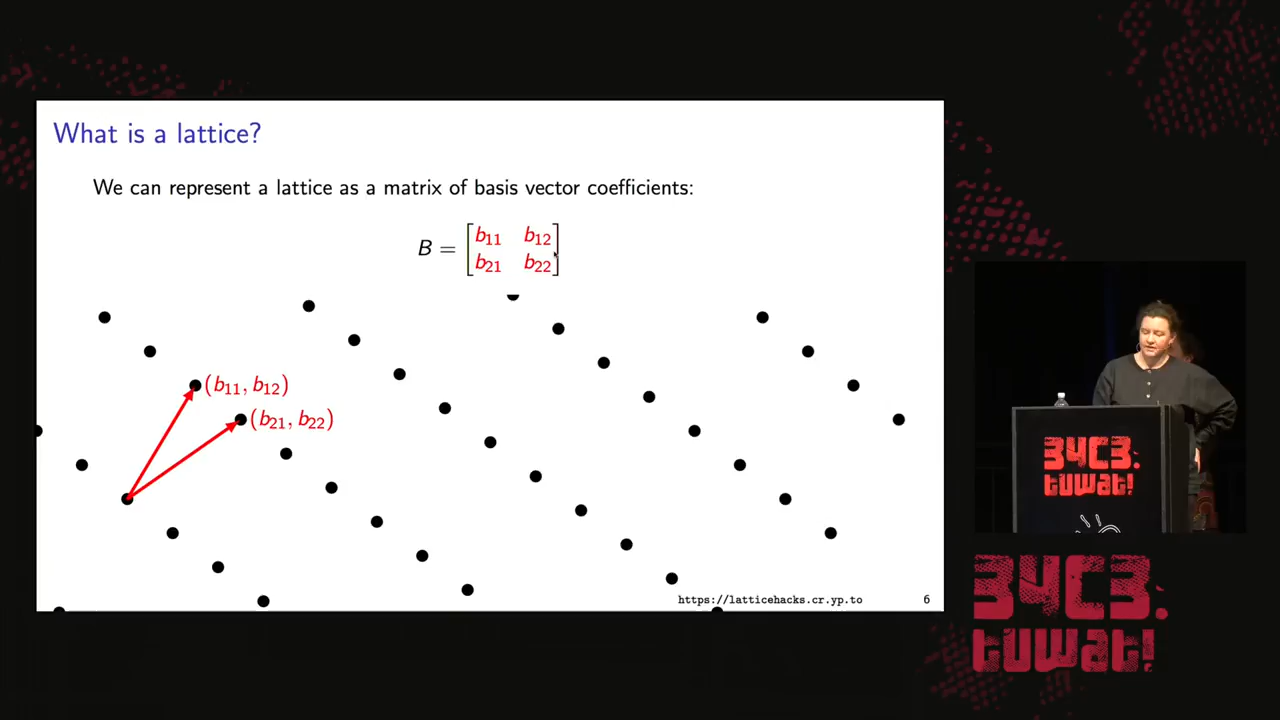 What is a lattice?
We can represent a lattice as a matrix of basis vector coefficients:
B = [b11 b12
b21 b22]
(b11, b12)
(b21, b22)
https://latticehacks.cr.yp.to 6
34C3:
tuwat!
34C3:
tuwat!